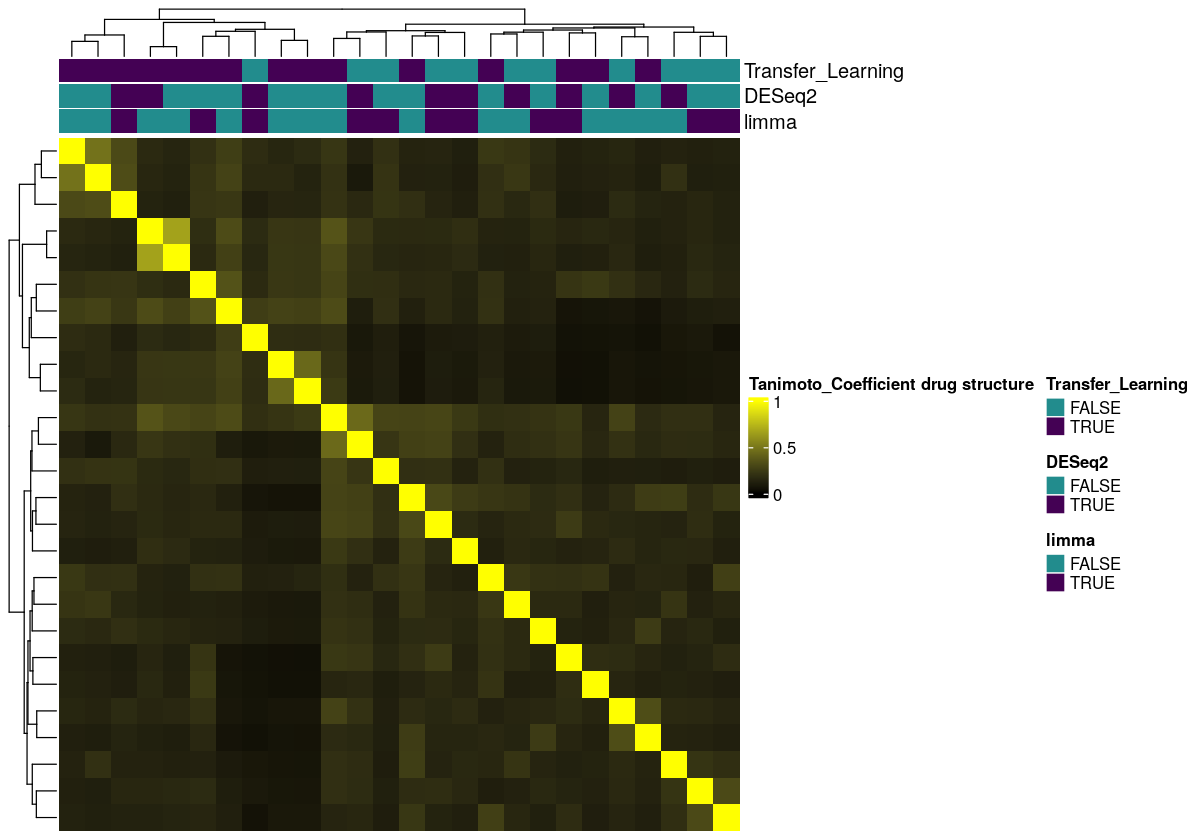 Transfer_Learning
DESeq2
limma
Tanimoto_Coefficient drug structure
1
0.5
0
Transfer_Learning
FALSE
TRUE
DESeq2
FALSE
TRUE
limma
FALSE
TRUE